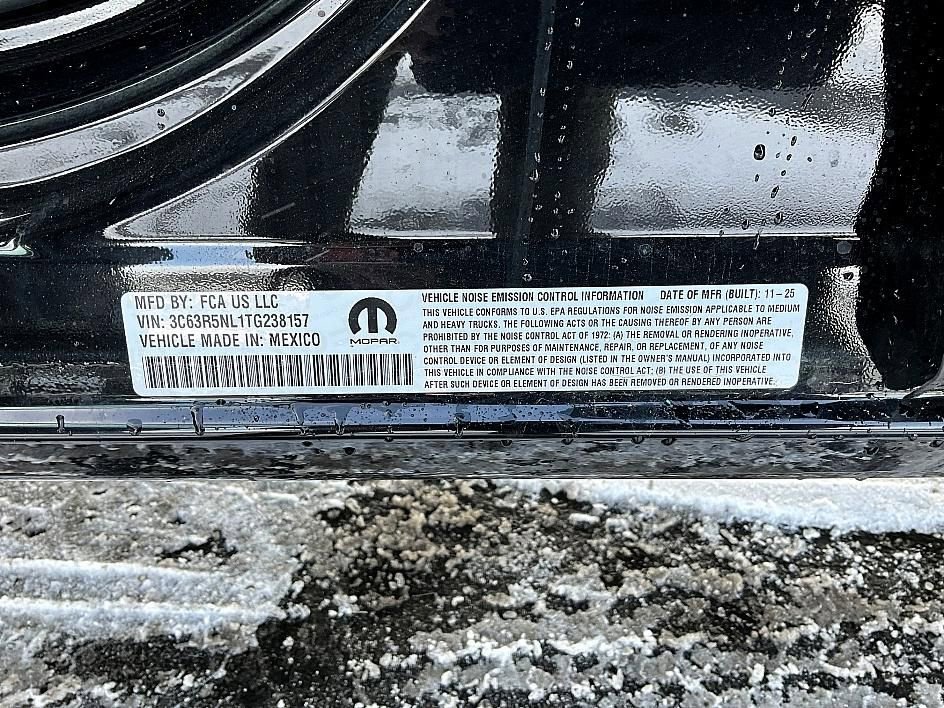 MFD BY: FCA US LLC
VIN: 3C63R5NL1TG238157
VEHICLE MADE IN: MEXICO
MOPAR
VEHICLE NOISE EMISSION CONTROL INFORMATION DATE OF MFR (BUILT): 11-25
THIS VEHICLE CONFORMS TO U.S. EPA REGULATIONS FOR NOISE EMISSION APPLICABLE TO MEDIUM
AND HEAVY TRUCKS. THE FOLLOWING ACTS OR THE CAUSING THEREOF BY ANY PERSON ARE
PROHIBITED BY THE NOISE CONTROL ACT OF 1972: (A) THE REMOVAL OR RENDERING INOPERATIVE,
OTHER THAN FOR PURPOSES OF MAINTENANCE, REPAIR, OR REPLACEMENT, OF ANY NOISE
CONTROL DEVICE OR ELEMENT OF DESIGN (LISTED IN THE OWNER'S MANUAL) INCORPORATED INTO
THIS VEHICLE IN COMPLIANCE WITH THE NOISE CONTROL ACT; (B) THE USE OF THIS VEHICLE
AFTER SUCH DEVICE OR ELEMENT OF DESIGN HAS BEEN REMOVED OR RENDERED INOPERATIVE.